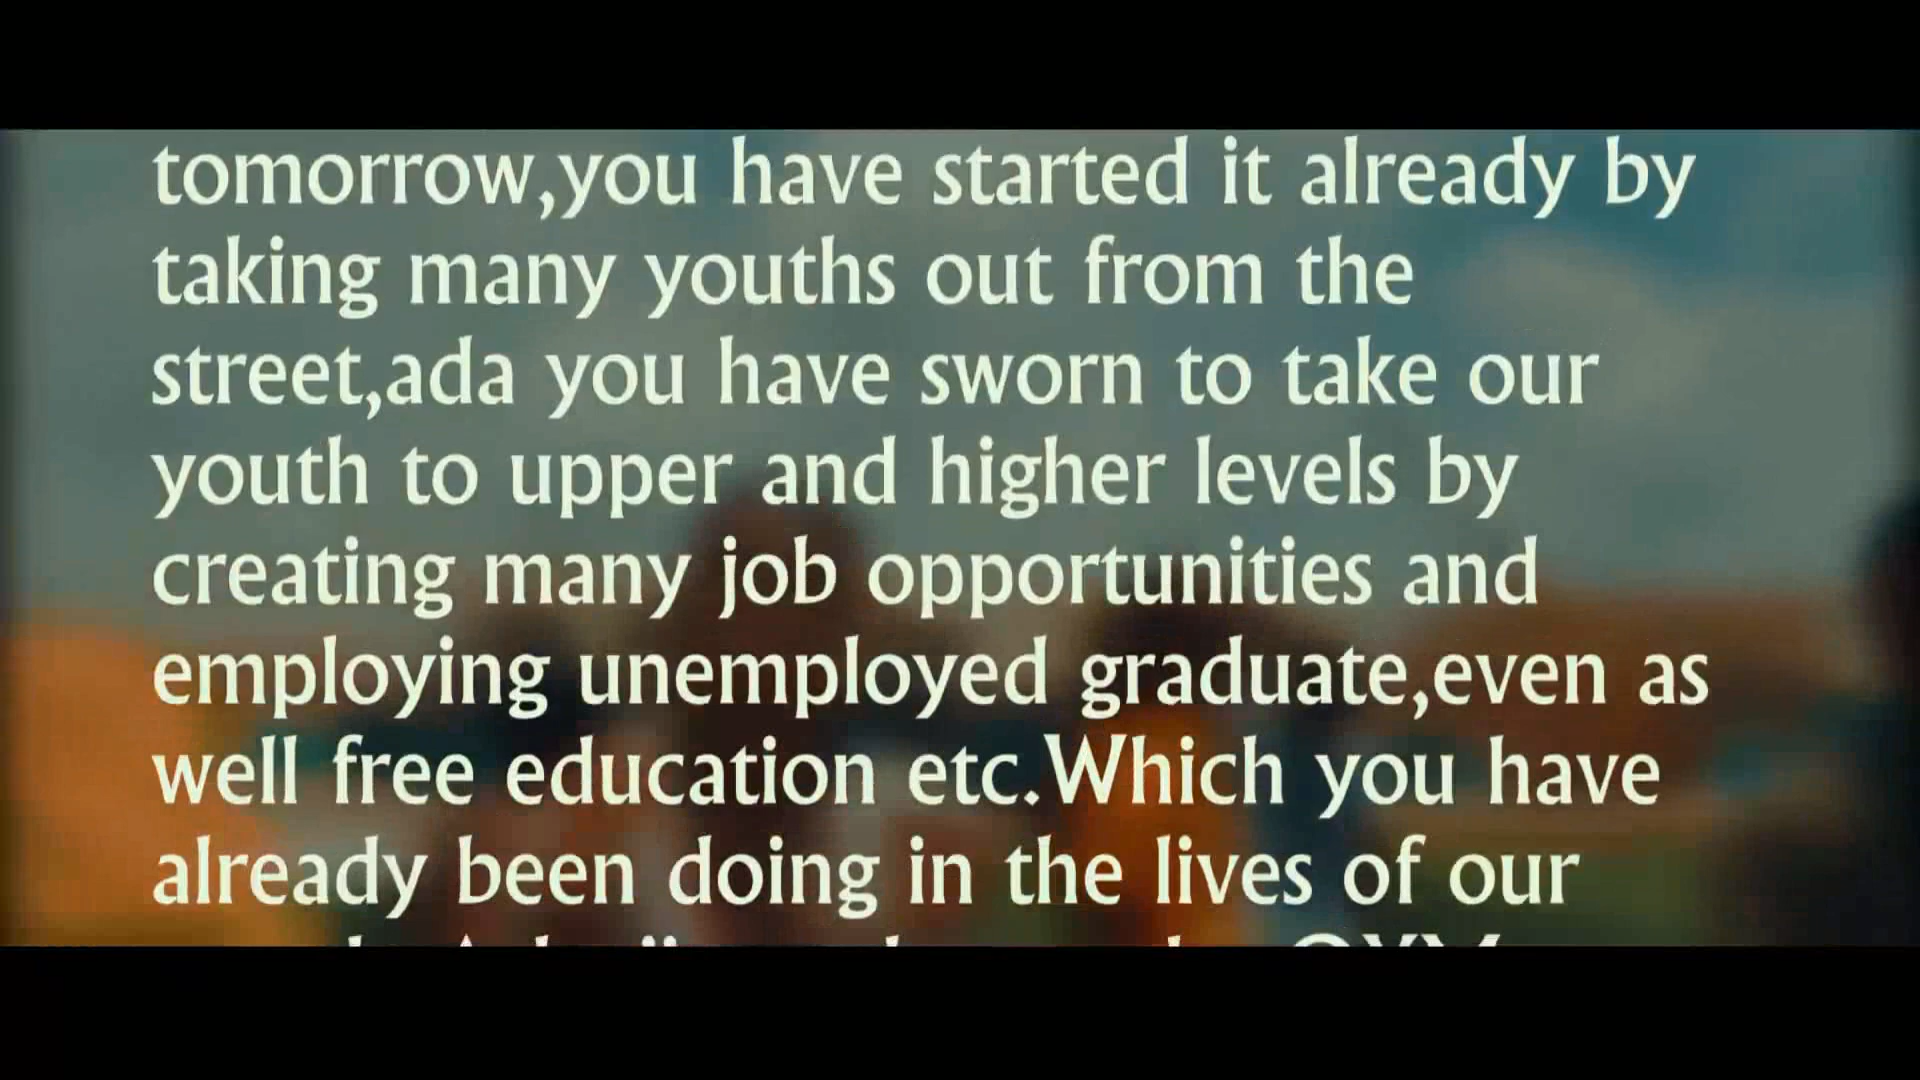 tomorrow,you have started it already by
taking many youths out from the
street,ada you have sworn to take our
youth to upper and higher levels by
creating many job opportunities and
employing unemployed graduate,even as
well free education etc.Which you have
already been doing in the lives of our